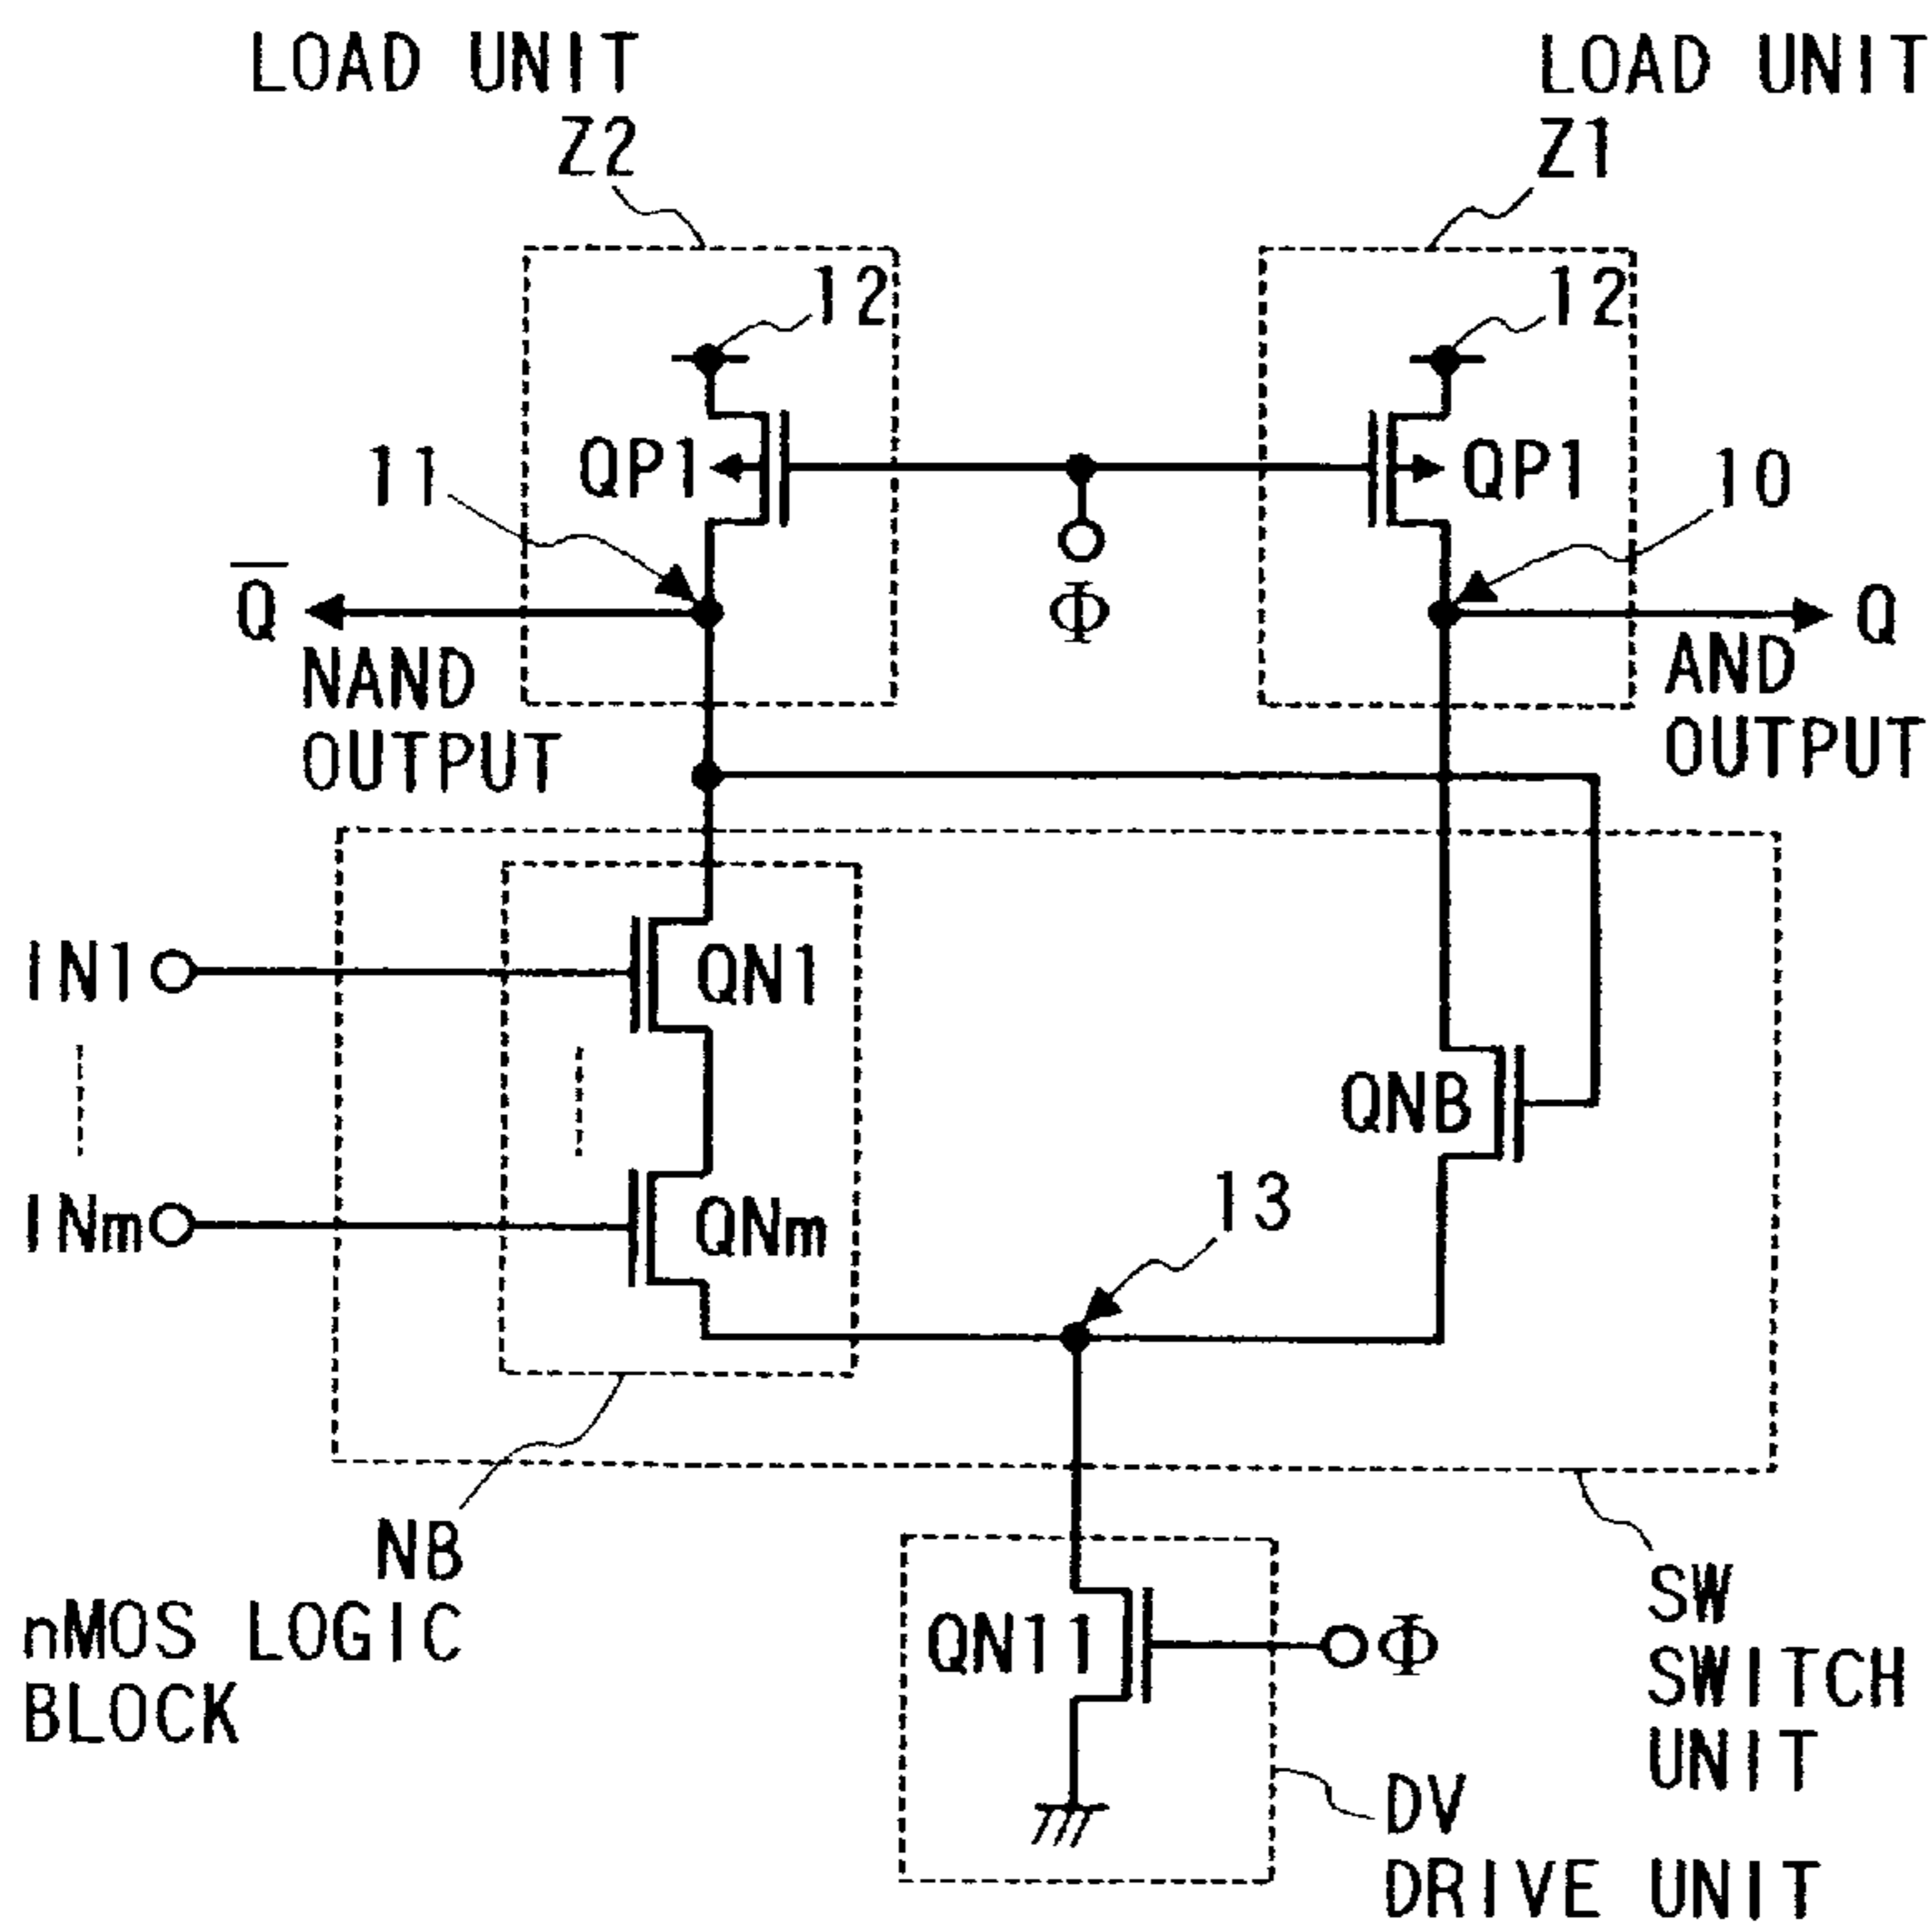 LOAD UNIT
Z2
LOAD UNIT
Z1
12
12
11
QP1
QP1
10
Φ
Q̅
NAND
OUTPUT
Q
AND
OUTPUT
IN1
QN1
QNB
INm
QNm
13
NB
nMOS LOGIC
BLOCK
QN11
Φ
SW
SWITCH
UNIT
DV
DRIVE UNIT